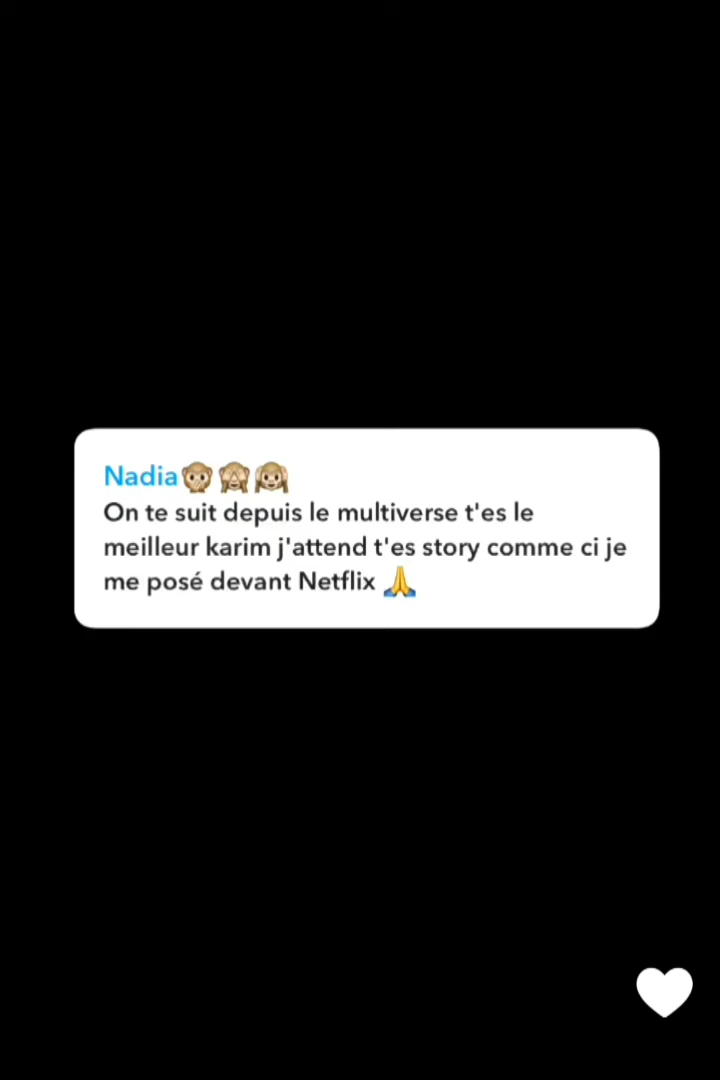 Nadia🙊🙈🙉
On te suit depuis le multiverse t'es le
meilleur karim j'attend t'es story comme ci je
me posé devant Netflix 🙏